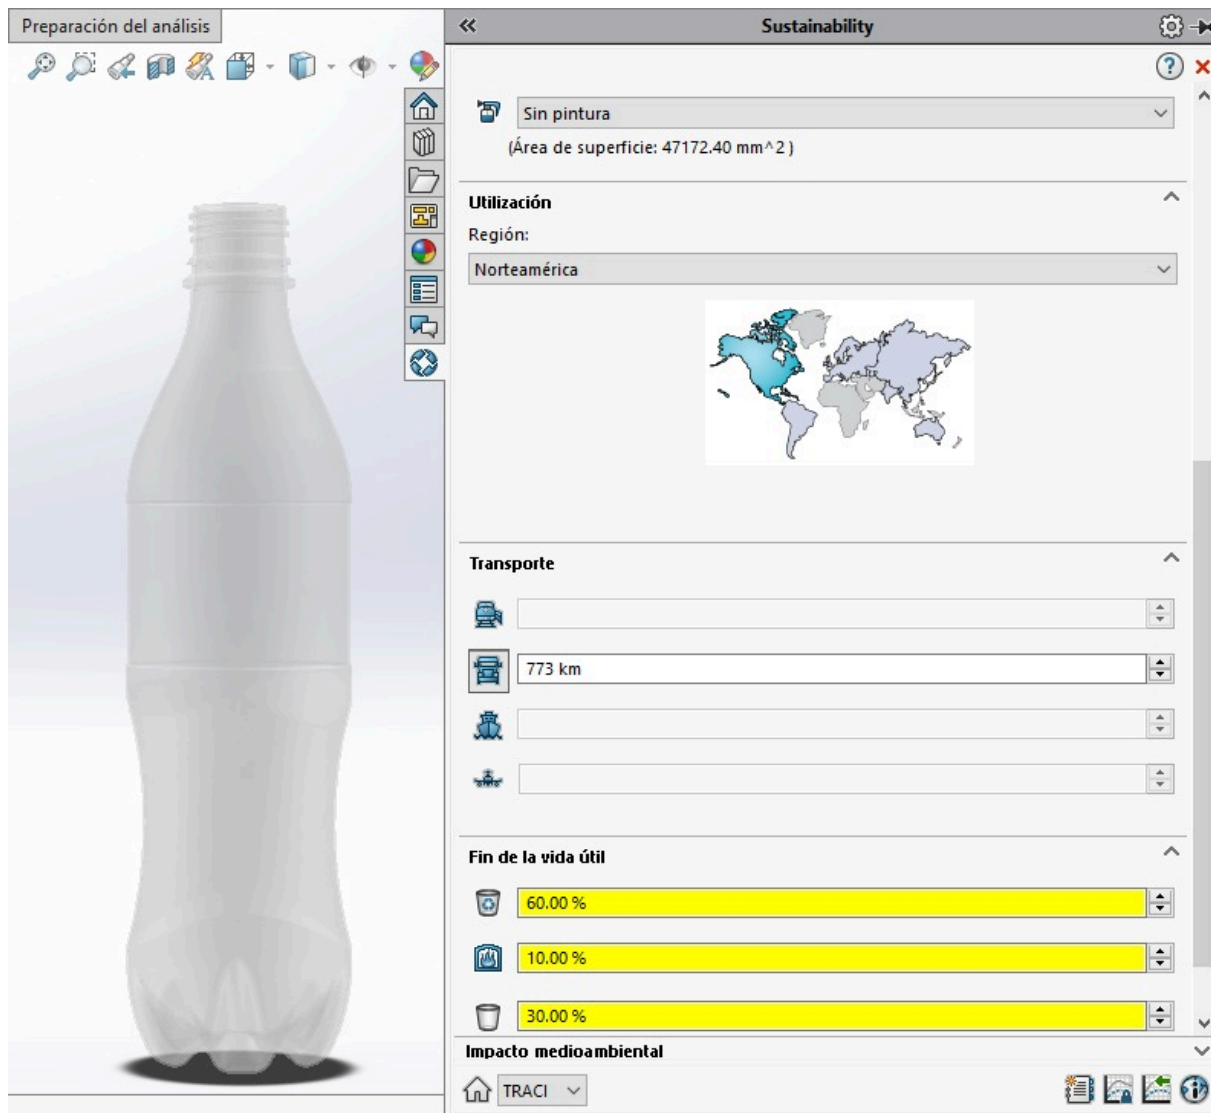 Preparación del análisis
Sustainability
Sin pintura
(Área de superficie: 47172.40 mm^2 )
Utilización
Región:
Norteamérica
Transporte
773 km
Fin de la vida útil
60.00 %
10.00 %
30.00 %
Impacto medioambiental
TRACI